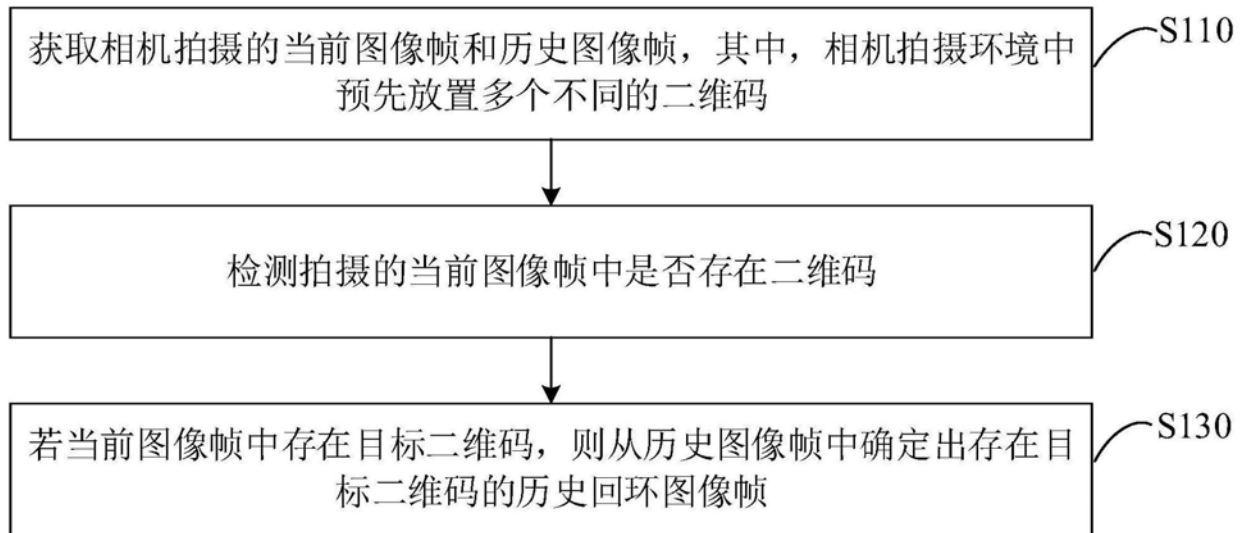 获取相机拍摄的当前图像帧和历史图像帧，其中，相机拍摄环境中
预先放置多个不同的二维码
S110
检测拍摄的当前图像帧中是否存在二维码
S120
若当前图像帧中存在目标二维码，则从历史图像帧中确定出存在目
标二维码的历史回环图像帧
S130